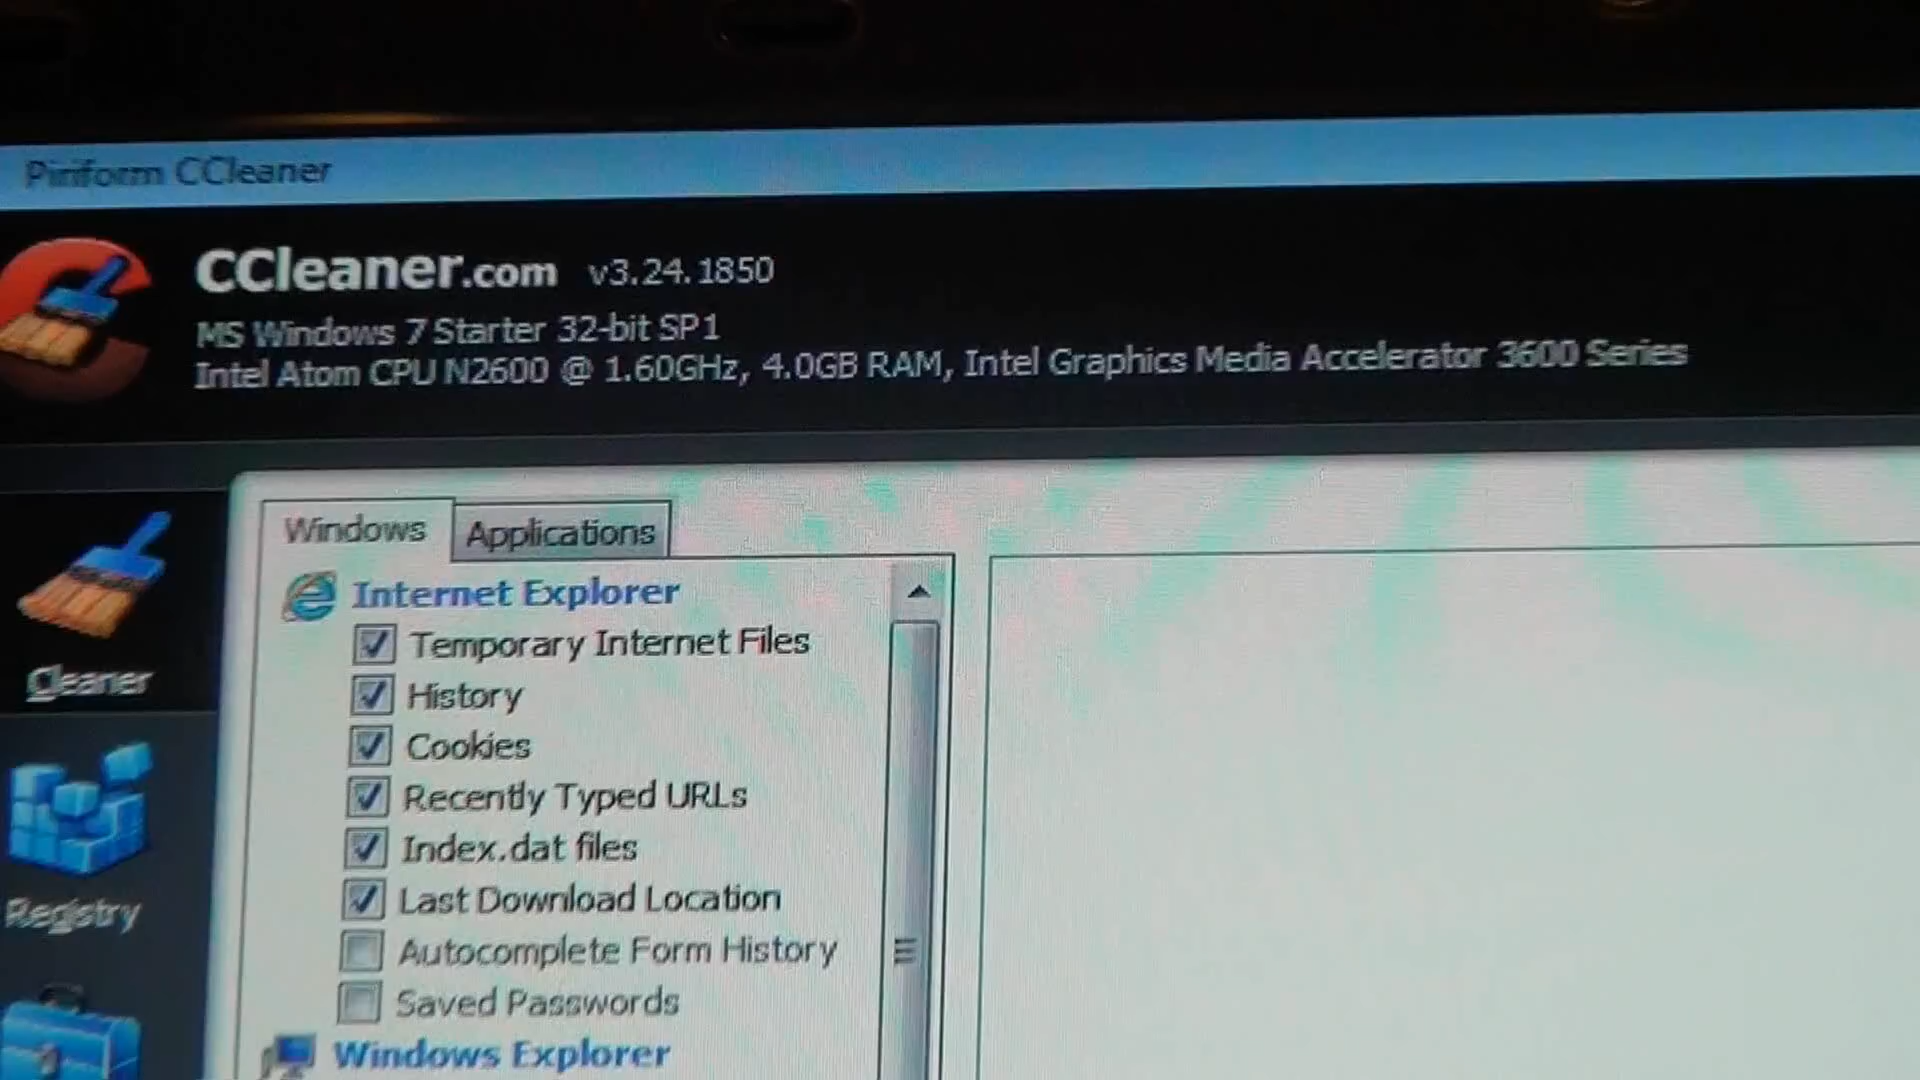 Piriform CCleaner
CCleaner.com v3.24.1850
MS Windows 7 Starter 32-bit SP1
Intel Atom CPU N2600 @ 1.60GHz, 4.0GB RAM, Intel Graphics Media Accelerator 3600 Series
Windows
Applications
Cleaner
Registry
Internet Explorer
Temporary Internet Files
History
Cookies
Recently Typed URLs
Index.dat files
Last Download Location
Autocomplete Form History
Saved Passwords
Windows Explorer